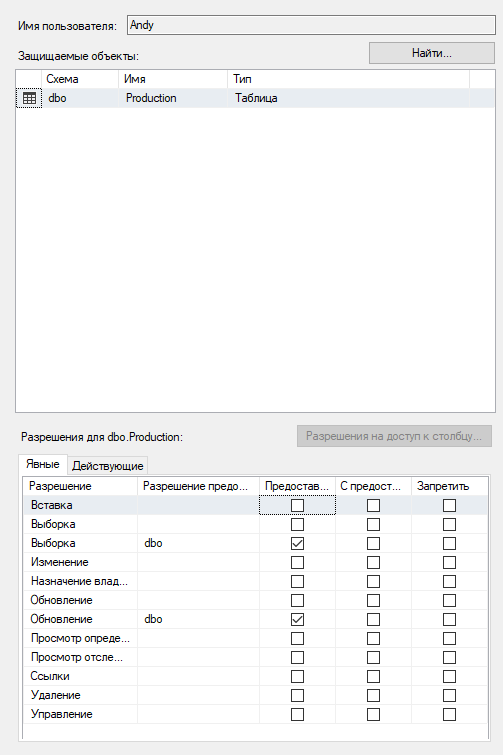 Имя пользователя: Andy
Защищаемые объекты: Найти...
Схема Имя Тип
dbo Production Таблица
Разрешения для dbo.Production: Разрешения на доступ к столбцу...
Явные Действующие
Разрешение Разрешение предо... Предостав... С предост... Запретить
Вставка
Выборка
Выборка dbo
Изменение
Назначение влад...
Обновление
Обновление dbo
Просмотр опреде...
Просмотр отсле...
Ссылки
Удаление
Управление